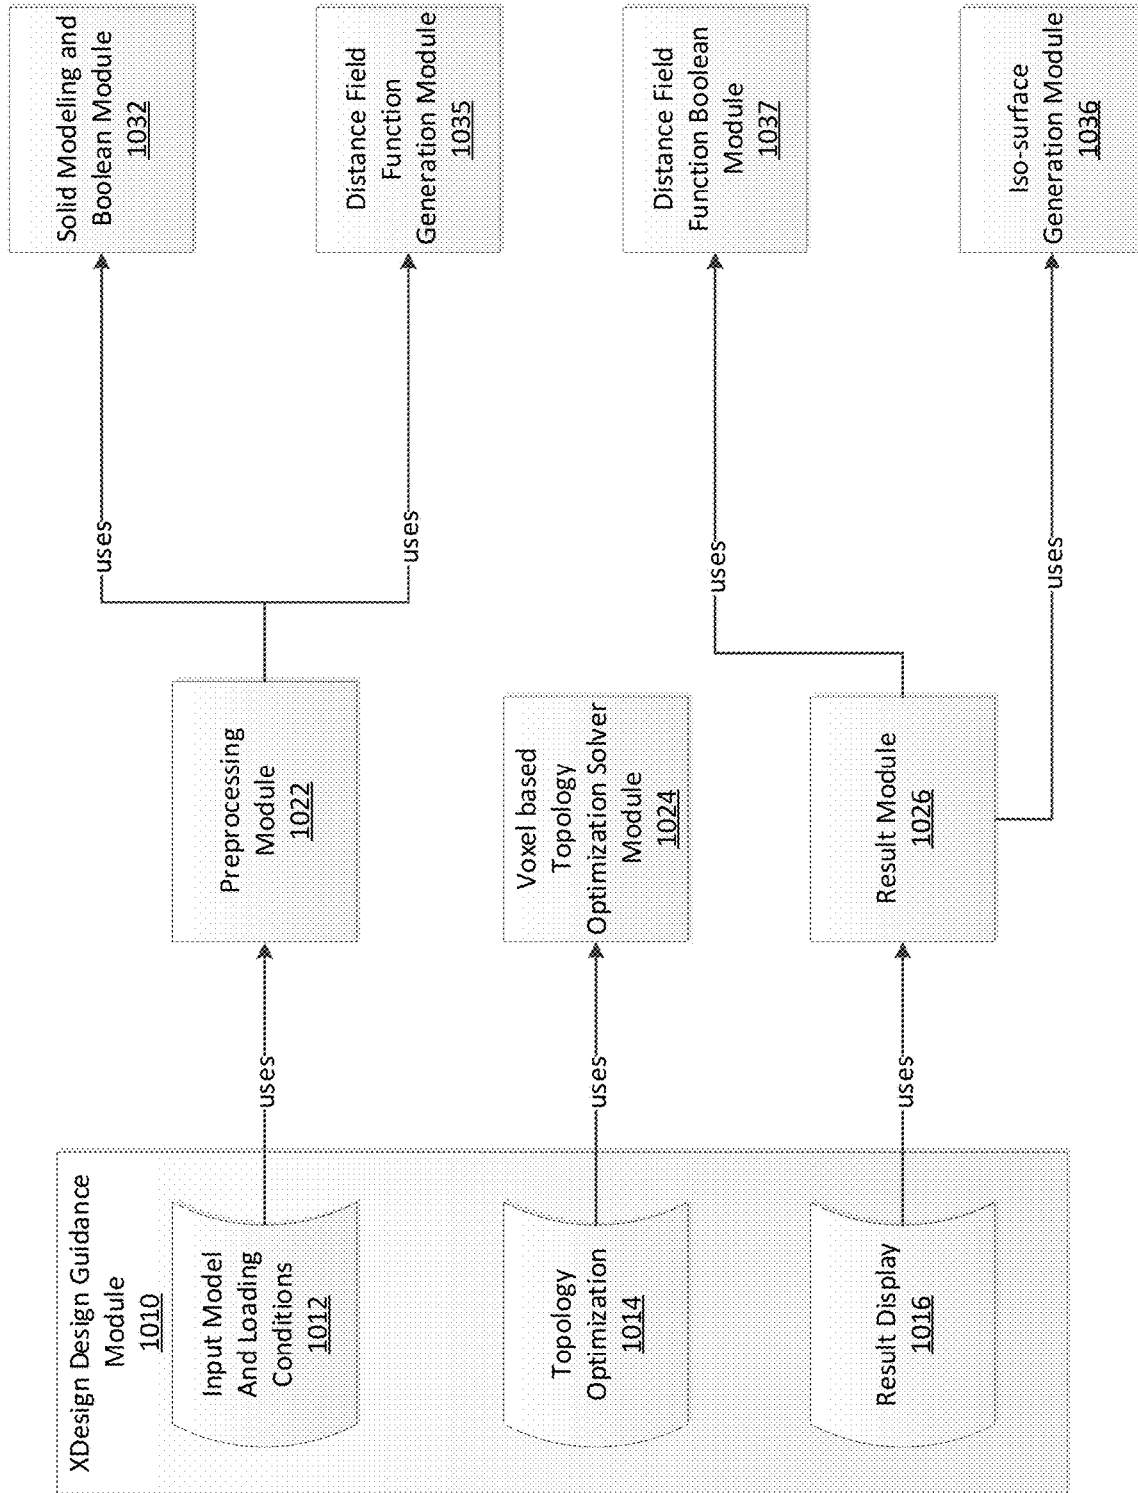 XDesign Design Guidance
Module
1010
Input Model
And Loading
Conditions
1012
uses
Preprocessing
Module
1022
uses
Solid Modeling and
Boolean Module
1032
uses
Distance Field
Function
Generation Module
1035
Topology
Optimization
1014
uses
Voxel based
Topology
Optimization Solver
Module
1024
Result Display
1016
uses
Result Module
1026
uses
Distance Field
Function Boolean
Module
1037
uses
Iso-surface
Generation Module
1036